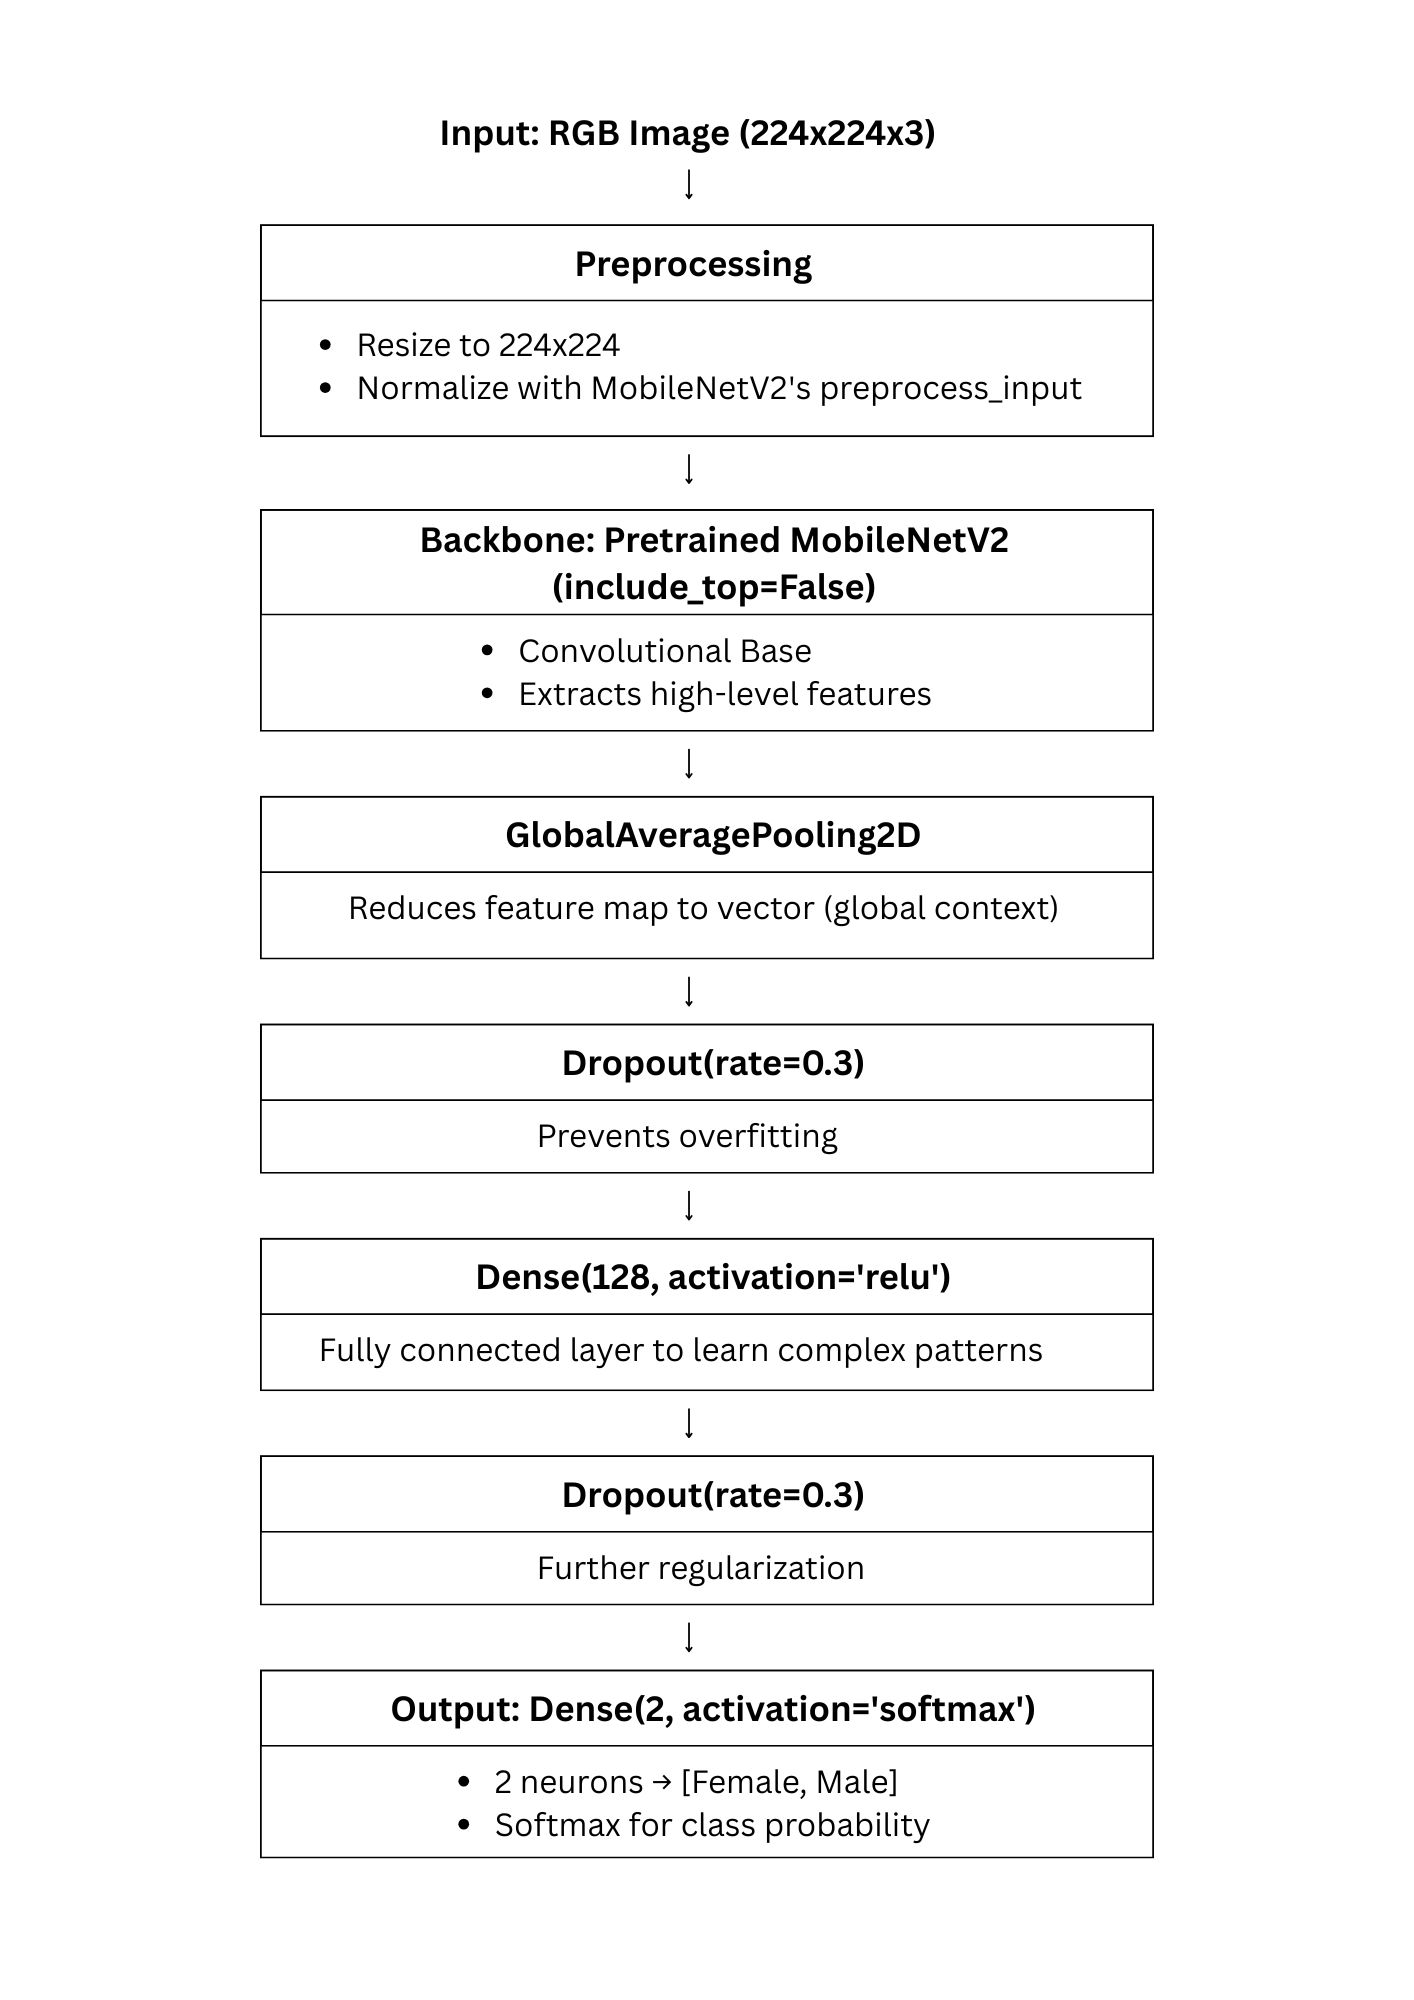 Input: RGB Image (224x224x3)
↓
Preprocessing
• Resize to 224x224
• Normalize with MobileNetV2's preprocess_input
↓
Backbone: Pretrained MobileNetV2
(include_top=False)
• Convolutional Base
• Extracts high-level features
↓
GlobalAveragePooling2D
Reduces feature map to vector (global context)
↓
Dropout(rate=0.3)
Prevents overfitting
↓
Dense(128, activation='relu')
Fully connected layer to learn complex patterns
↓
Dropout(rate=0.3)
Further regularization
↓
Output: Dense(2, activation='softmax')
• 2 neurons → [Female, Male]
• Softmax for class probability